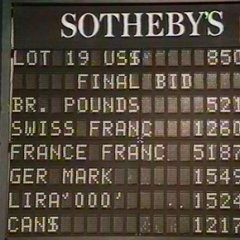 SOTHEBY'S
LOT 19 US$ 850
FINAL BID
BR. POUNDS 521
SWISS FRANC 1260
FRANCE FRANC 5187
GER MARK 1549
LIRA'000' 1524
CAN$ 1217